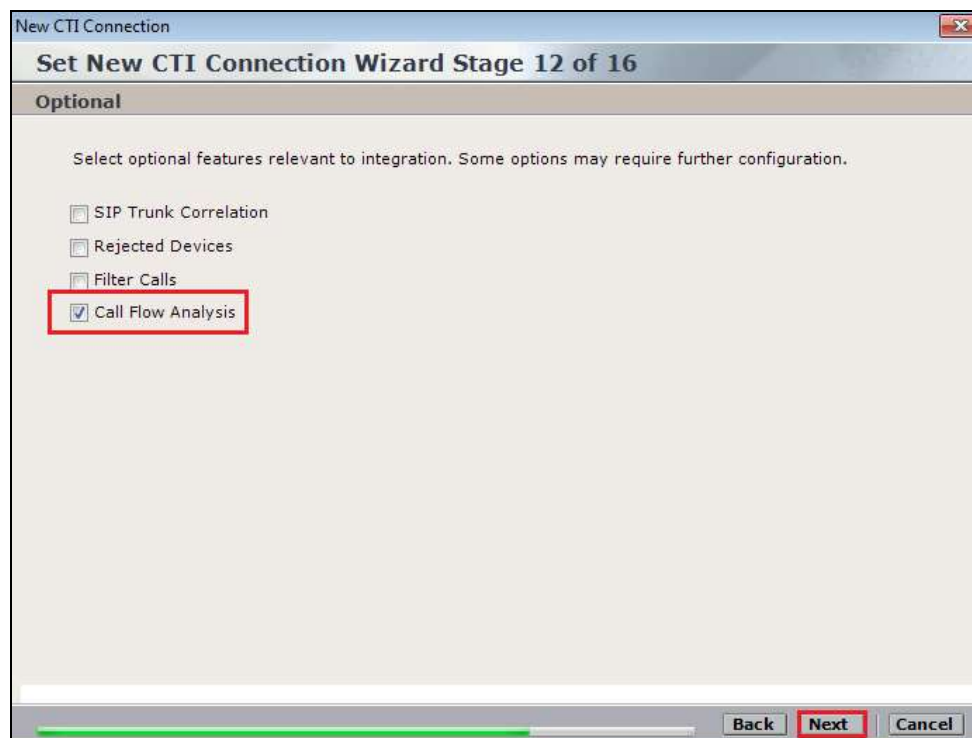 New CTI Connection
Set New CTI Connection Wizard Stage 12 of 16
Optional
Select optional features relevant to integration. Some options may require further configuration.
SIP Trunk Correlation
Rejected Devices
Filter Calls
Call Flow Analysis
Back Next Cancel